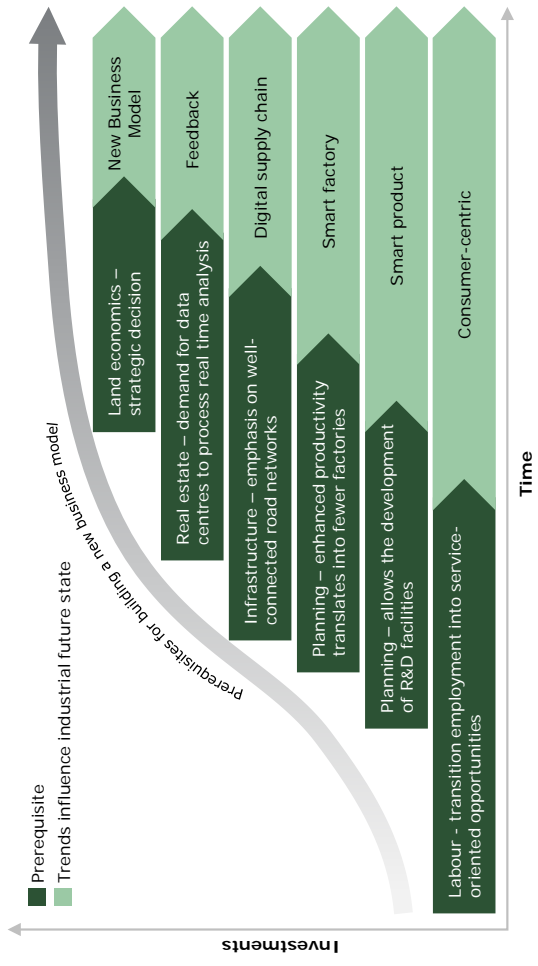 Prerequisite
Trends influence industrial future state
Prerequisites for building a new business model
Land economics –
strategic decision
New Business
Model
Real estate – demand for data
centres to process real time analysis
Feedback
Infrastructure – emphasis on well-
connected road networks
Digital supply chain
Planning – enhanced productivity
translates into fewer factories
Smart factory
Planning – allows the development
of R&D facilities
Smart product
Labour - transition employment into service-
oriented opportunities
Consumer-centric
Investments
Time